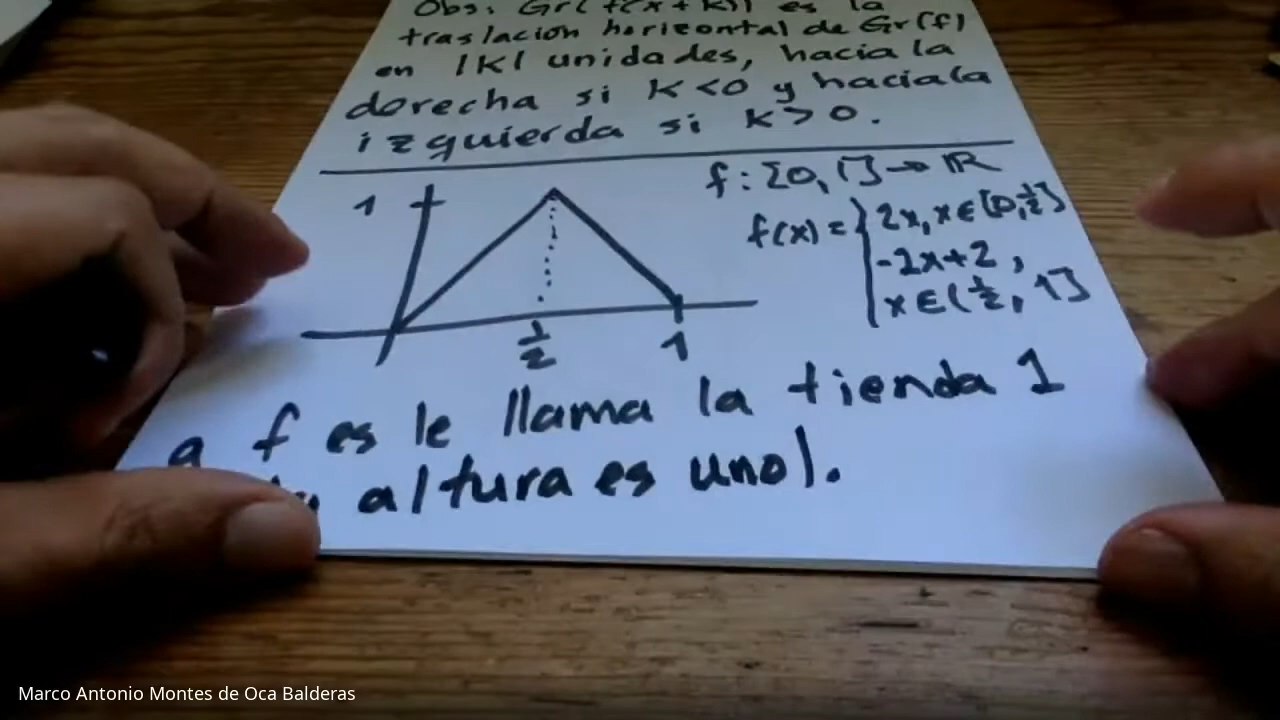 Obs. Gr(f(x+k)) es la
traslación horizontal de Gr(f)
en |K| unidades, hacia la
derecha si K<0 y hacia la
izquierda si K>0.
f: [0,1] → ℝ
1
f(x) = { 2x, x∈[0,½]
-2x+2,
x∈(½, 1]
½ 1
a f es le llama la tienda 1
altura es uno).
Marco Antonio Montes de Oca Balderas